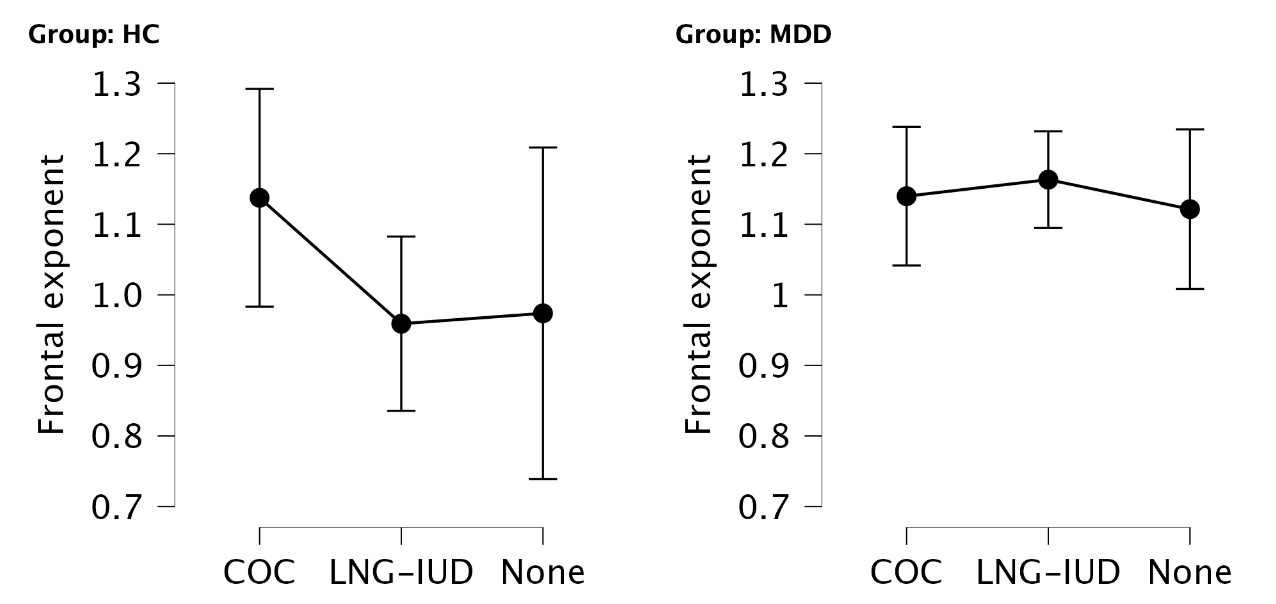 Group: HC
Frontal exponent
1.3
1.2
1.1
1.0
0.9
0.8
0.7
COC LNG-IUD None
Group: MDD
Frontal exponent
1.3
1.2
1.1
1
0.9
0.8
0.7
COC LNG-IUD None